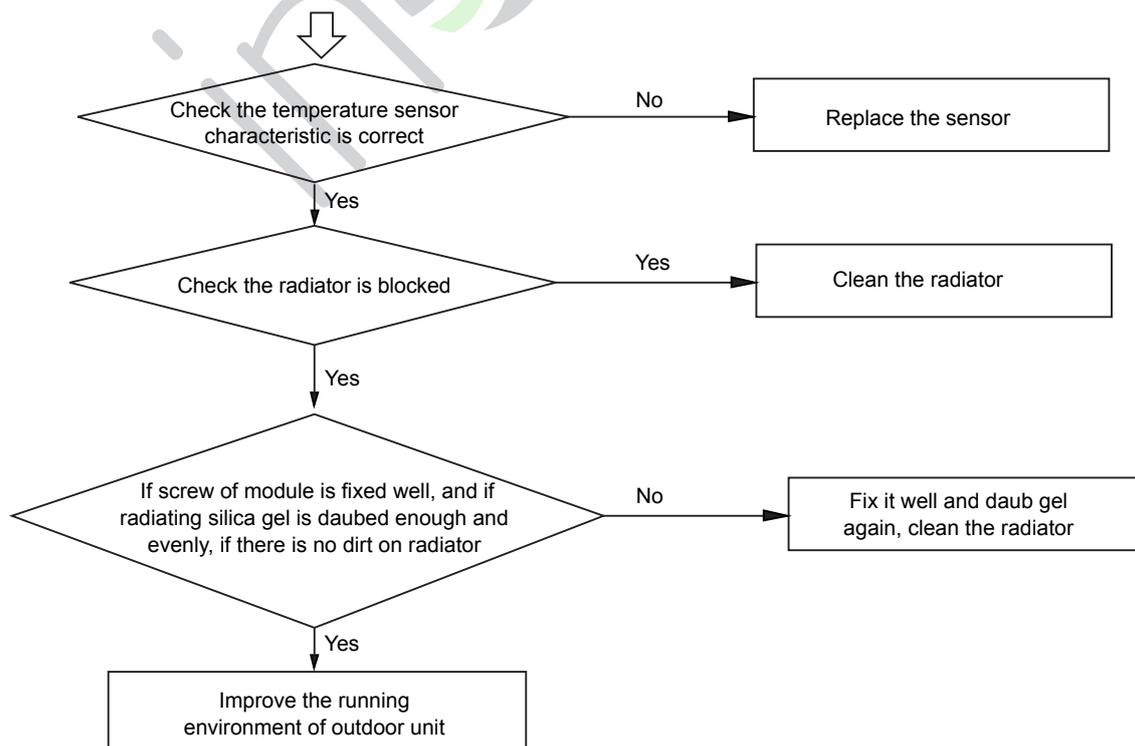 Check the temperature sensor
characteristic is correct
No
Replace the sensor
Yes
Check the radiator is blocked
Yes
Clean the radiator
Yes
If screw of module is fixed well, and if
radiating silica gel is daubed enough and
evenly, if there is no dirt on radiator
No
Fix it well and daub gel
again, clean the radiator
Yes
Improve the running
environment of outdoor unit